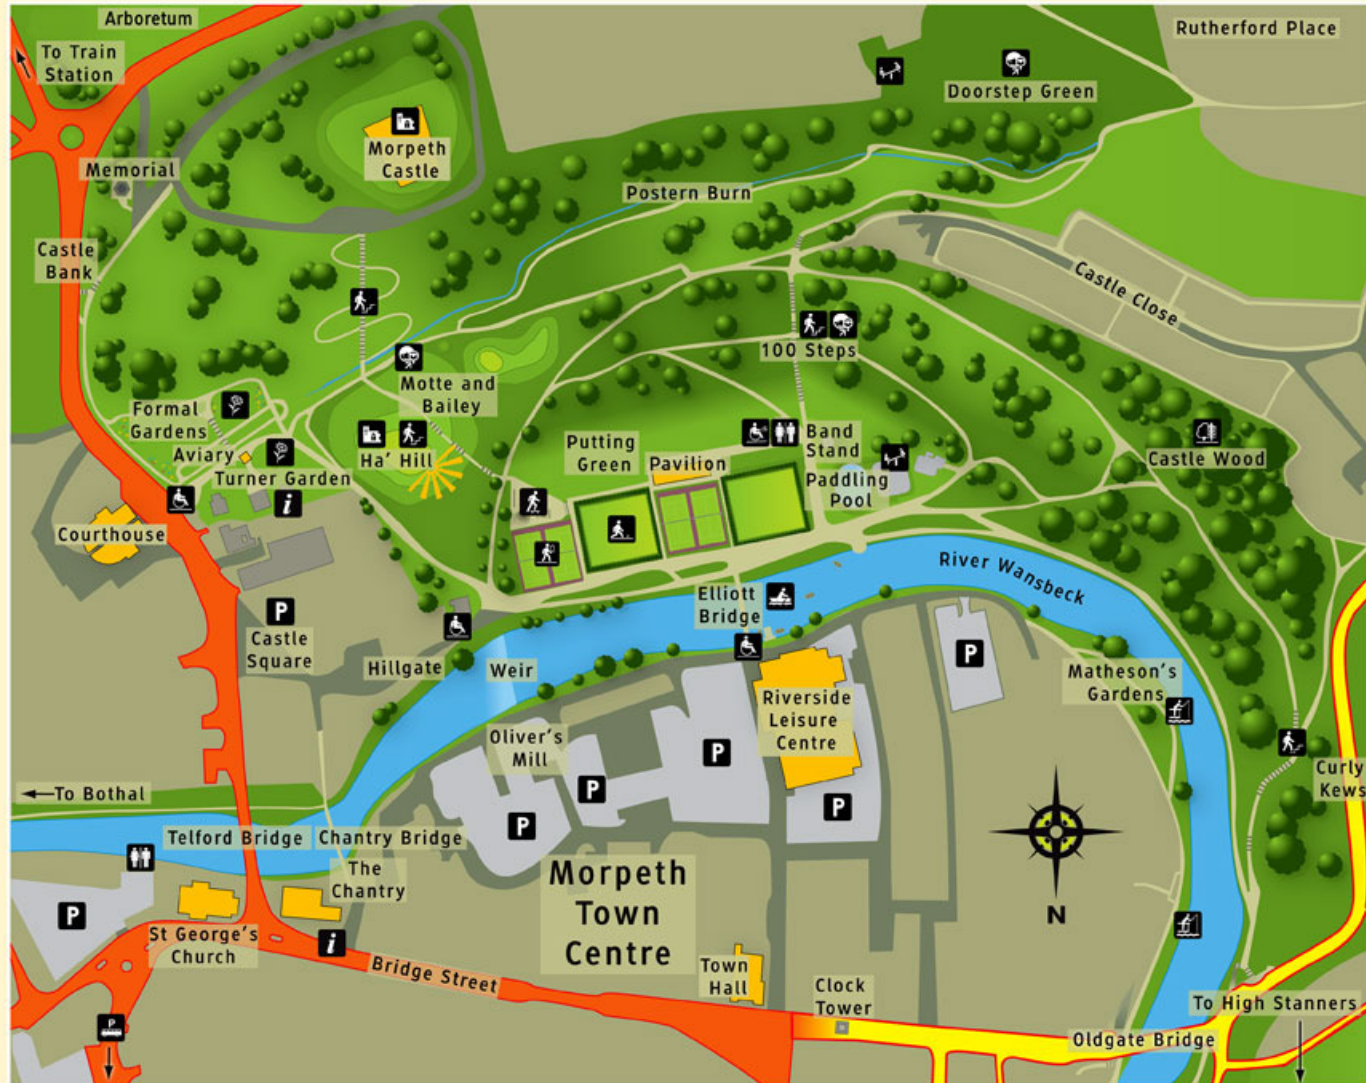 Arboretum
To Train
Station
Rutherford Place
Doorstep Green
Morpeth
Castle
Memorial
Postern Burn
Castle
Bank
Castle Close
100 Steps
Motte and
Bailey
Formal
Gardens
Aviary
Ha' Hill
Turner Garden
i
Putting
Green
Pavilion
Band
Stand
Paddling
Pool
Castle Wood
Courthouse
River Wansbeck
Elliott
Bridge
P
Castle
Square
Hillgate
Weir
P
Matheson's
Gardens
Riverside
Leisure
Centre
Oliver's
Mill
P
P
P
P
Curly
Kews
To Bothal
Telford Bridge
Chantry Bridge
The
Chantry
P
St George's
Church
i
Morpeth
Town
Centre
N
Bridge Street
Town
Hall
Clock
Tower
To High Stanners
Oldgate Bridge
P